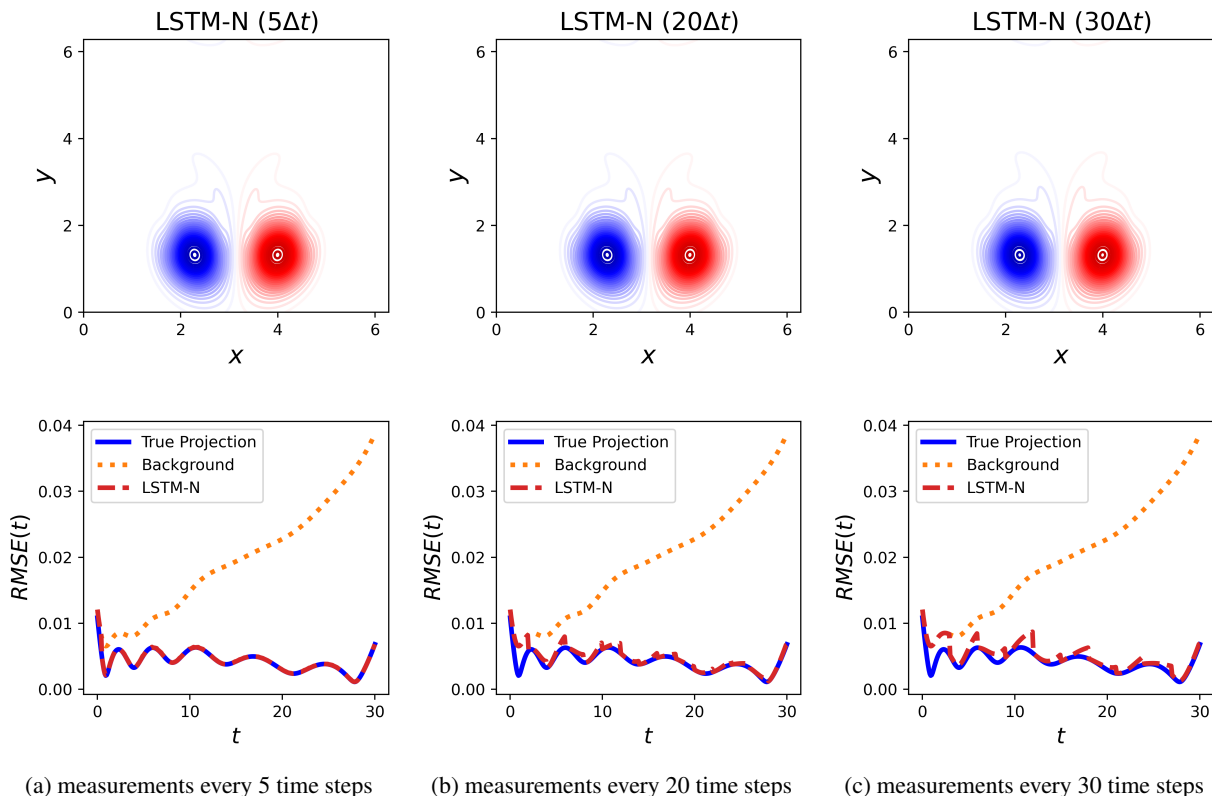 LSTM-N (5Δt)
LSTM-N (20Δt)
LSTM-N (30Δt)
6
4
2
0
y
0 2 4 6
x
6
4
2
0
y
0 2 4 6
x
6
4
2
0
y
0 2 4 6
x
0.04
0.03
0.02
0.01
0.00
RMSE(t)
True Projection
Background
LSTM-N
0 10 20 30
t
0.04
0.03
0.02
0.01
0.00
RMSE(t)
True Projection
Background
LSTM-N
0 10 20 30
t
0.04
0.03
0.02
0.01
0.00
RMSE(t)
True Projection
Background
LSTM-N
0 10 20 30
t
(a) measurements every 5 time steps
(b) measurements every 20 time steps
(c) measurements every 30 time steps